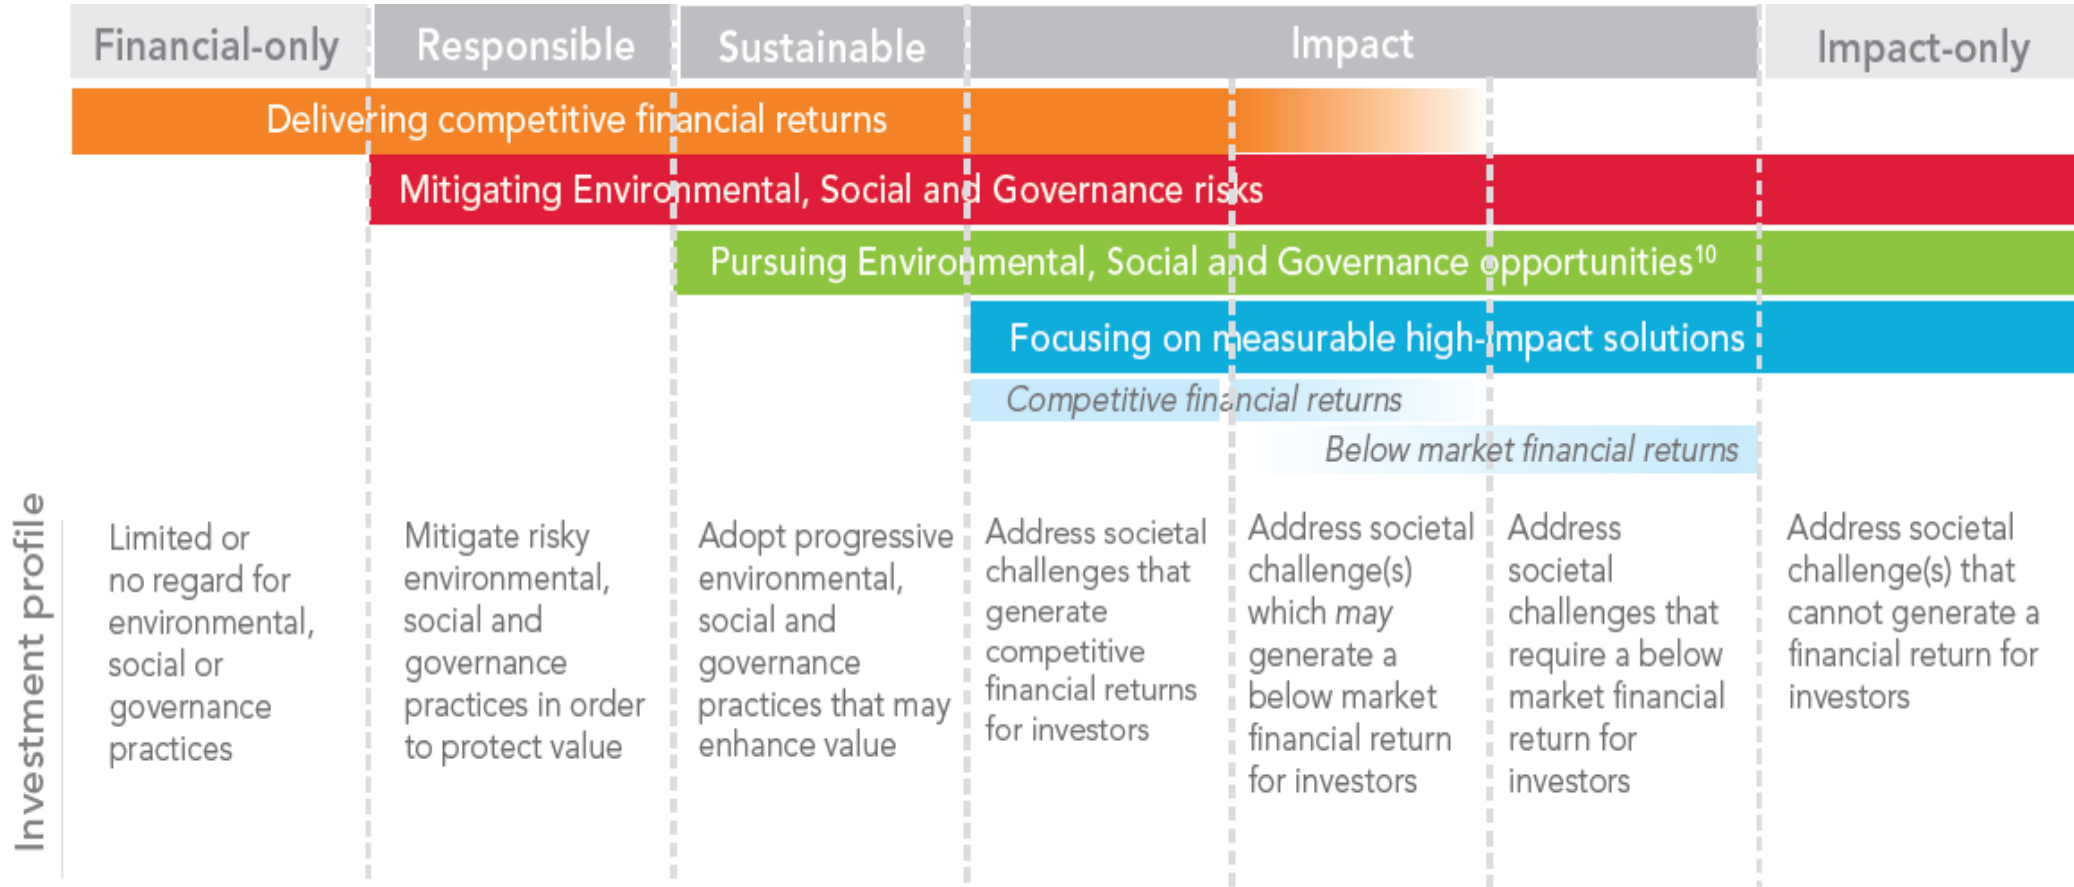 Financial-only
Responsible
Sustainable
Impact
Impact-only
Delivering competitive financial returns
Mitigating Environmental, Social and Governance risks
Pursuing Environmental, Social and Governance opportunities¹⁰
Focusing on measurable high-impact solutions
Competitive financial returns
Below market financial returns
Investment profile
Limited or
no regard for
environmental,
social or
governance
practices
Mitigate risky
environmental,
social and
governance
practices in order
to protect value
Adopt progressive
environmental,
social and
governance
practices that may
enhance value
Address societal
challenges that
generate
competitive
financial returns
for investors
Address societal
challenge(s)
which may
generate a
below market
financial return
for investors
Address
societal
challenges that
require a below
market financial
return for
investors
Address societal
challenge(s) that
cannot generate a
financial return for
investors